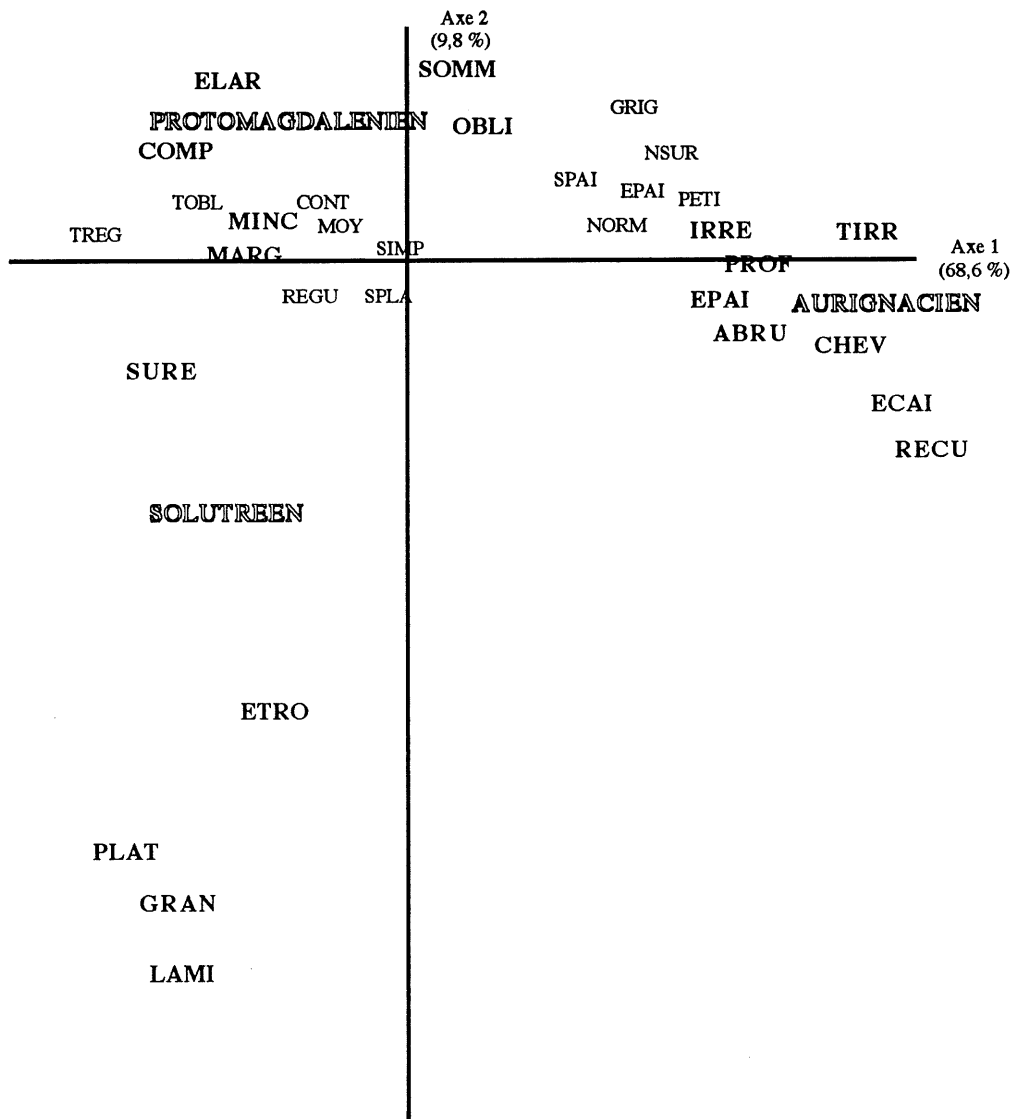 Axe 2
(9,8 %)
SOMM
ELAR
GRIG
PROTOMAGDALENIEN
OBLI
COMP
NSUR
SPAI
EPAI
PETI
TOBL
CONT
MINC
MOY
NORM
TREG
IRRE
TIRR
MARG
SIMP
Axe 1
(68,6 %)
PROF
REGU
SPLA
EPAI
AURIGNACIEN
ABRU
CHEV
SURE
ECAI
RECU
SOLUTREEN
ETRO
PLAT
GRAN
LAMI